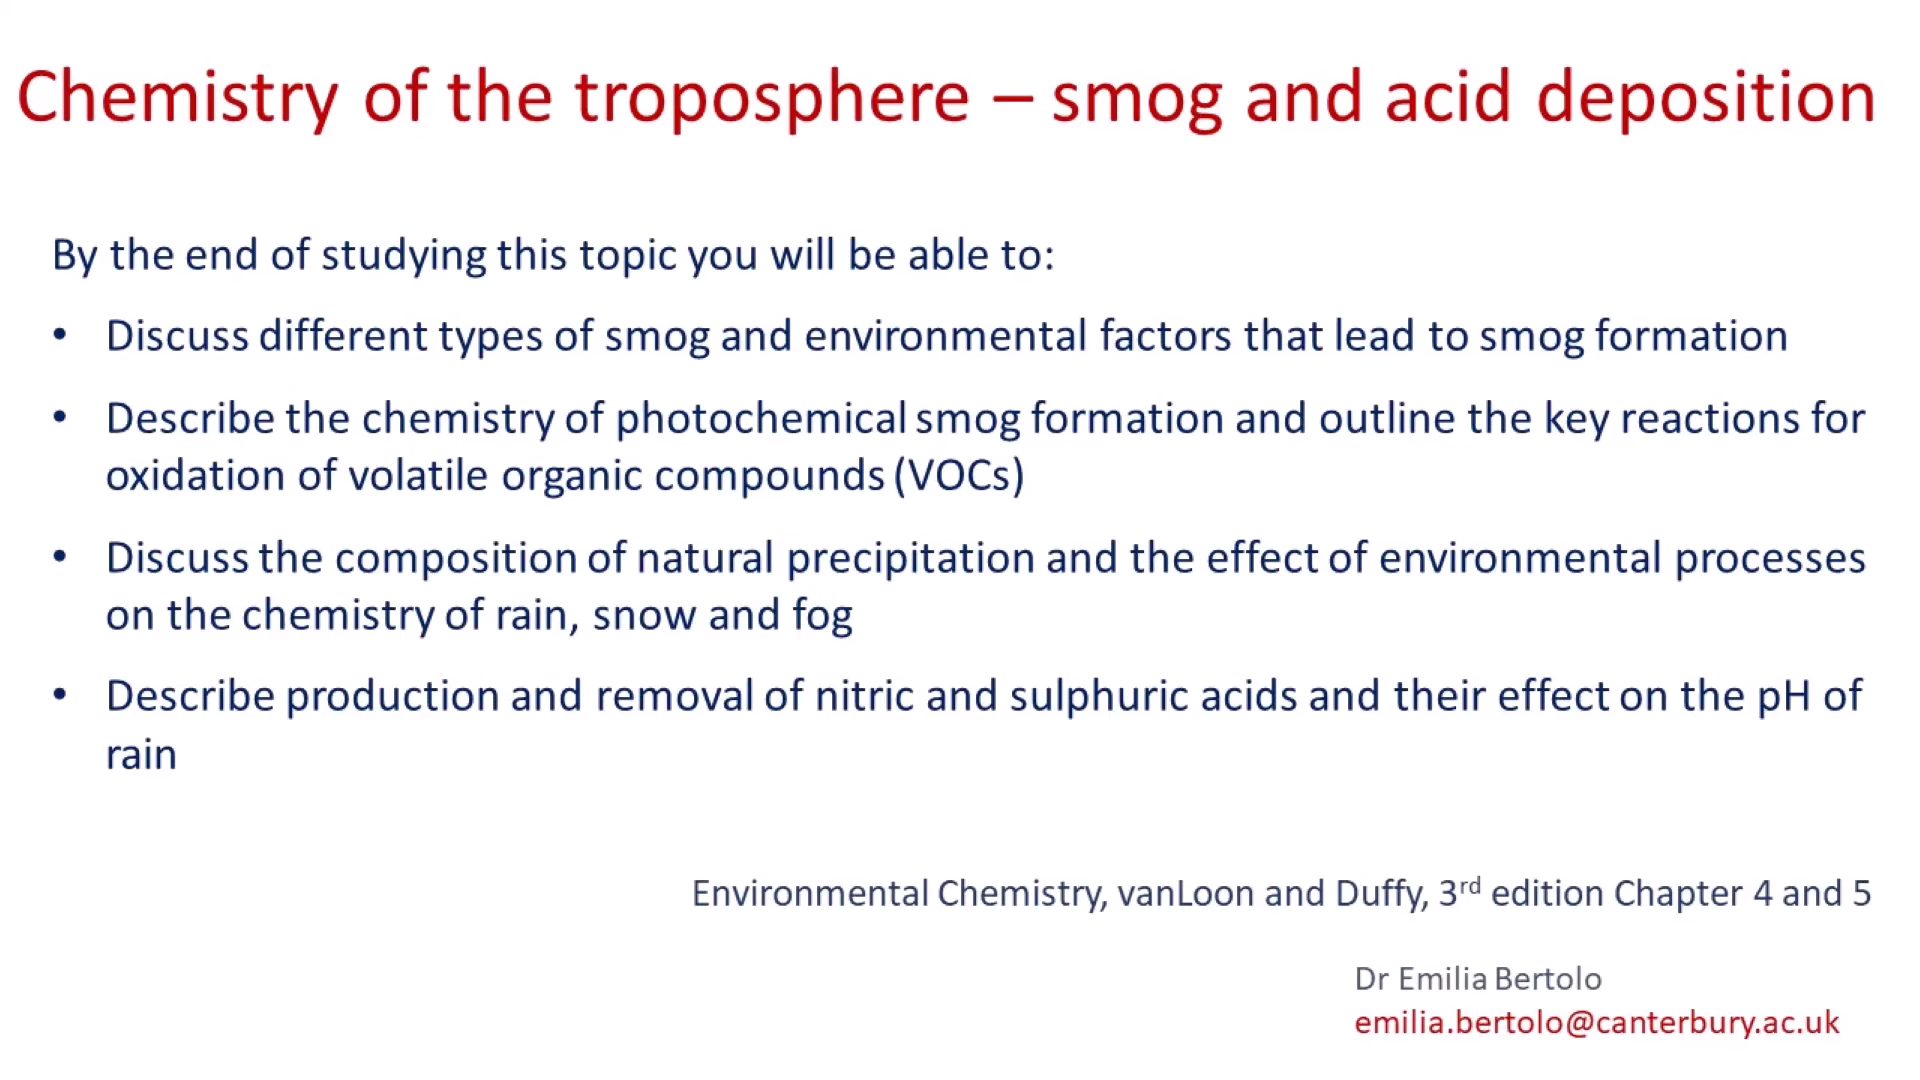 Chemistry of the troposphere – smog and acid deposition
By the end of studying this topic you will be able to:
• Discuss different types of smog and environmental factors that lead to smog formation
• Describe the chemistry of photochemical smog formation and outline the key reactions for
oxidation of volatile organic compounds (VOCs)
• Discuss the composition of natural precipitation and the effect of environmental processes
on the chemistry of rain, snow and fog
• Describe production and removal of nitric and sulphuric acids and their effect on the pH of
rain
Environmental Chemistry, vanLoon and Duffy, 3rd edition Chapter 4 and 5
Dr Emilia Bertolo
emilia.bertolo@canterbury.ac.uk